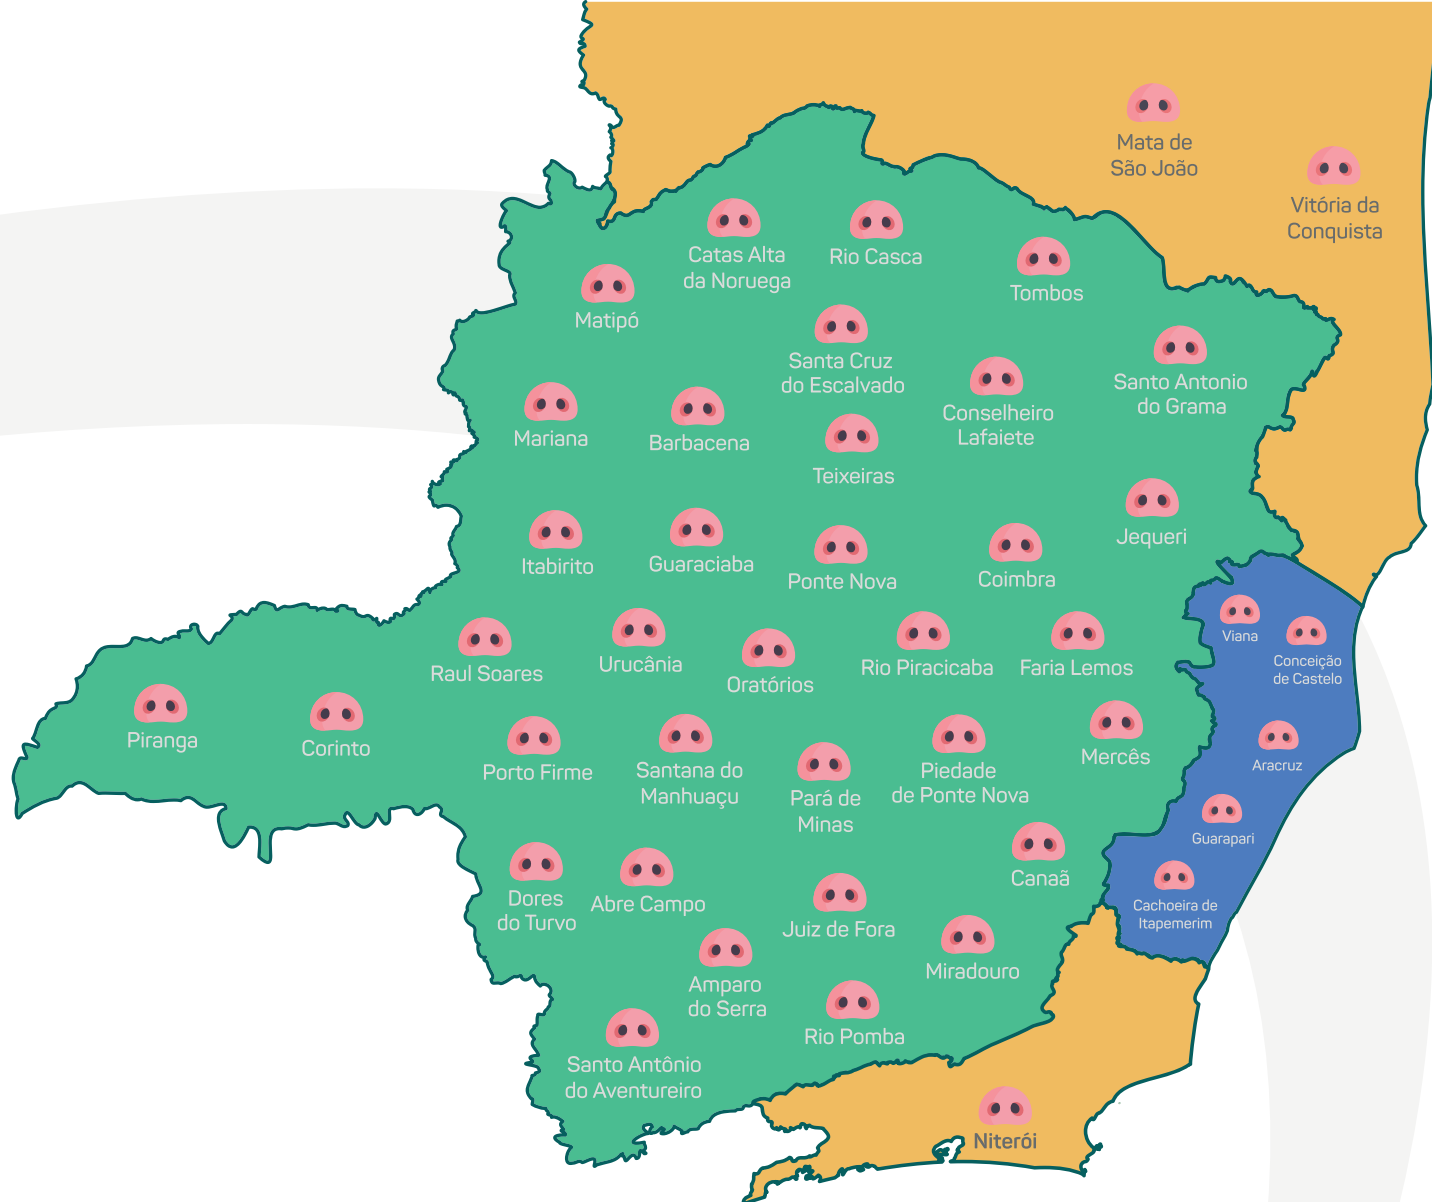 Mata de
São João
Vitória da
Conquista
Catas Alta
da Noruega
Rio Casca
Tombos
Matipó
Santa Cruz
do Escalvado
Conselheiro
Lafaiete
Santo Antonio
do Grama
Mariana
Barbacena
Teixeiras
Jequeri
Itabirito
Guaraciaba
Ponte Nova
Coimbra
Viana
Conceição
de Castelo
Raul Soares
Urucânia
Oratórios
Rio Piracicaba
Faria Lemos
Piranga
Corinto
Porto Firme
Santana do
Manhuaçu
Pará de
Minas
Piedade
de Ponte Nova
Mercês
Aracruz
Guarapari
Dores
do Turvo
Abre Campo
Juiz de Fora
Canaã
Cachoeira de
Itapemerim
Amparo
do Serra
Miradouro
Rio Pomba
Santo Antônio
do Aventureiro
Niterói